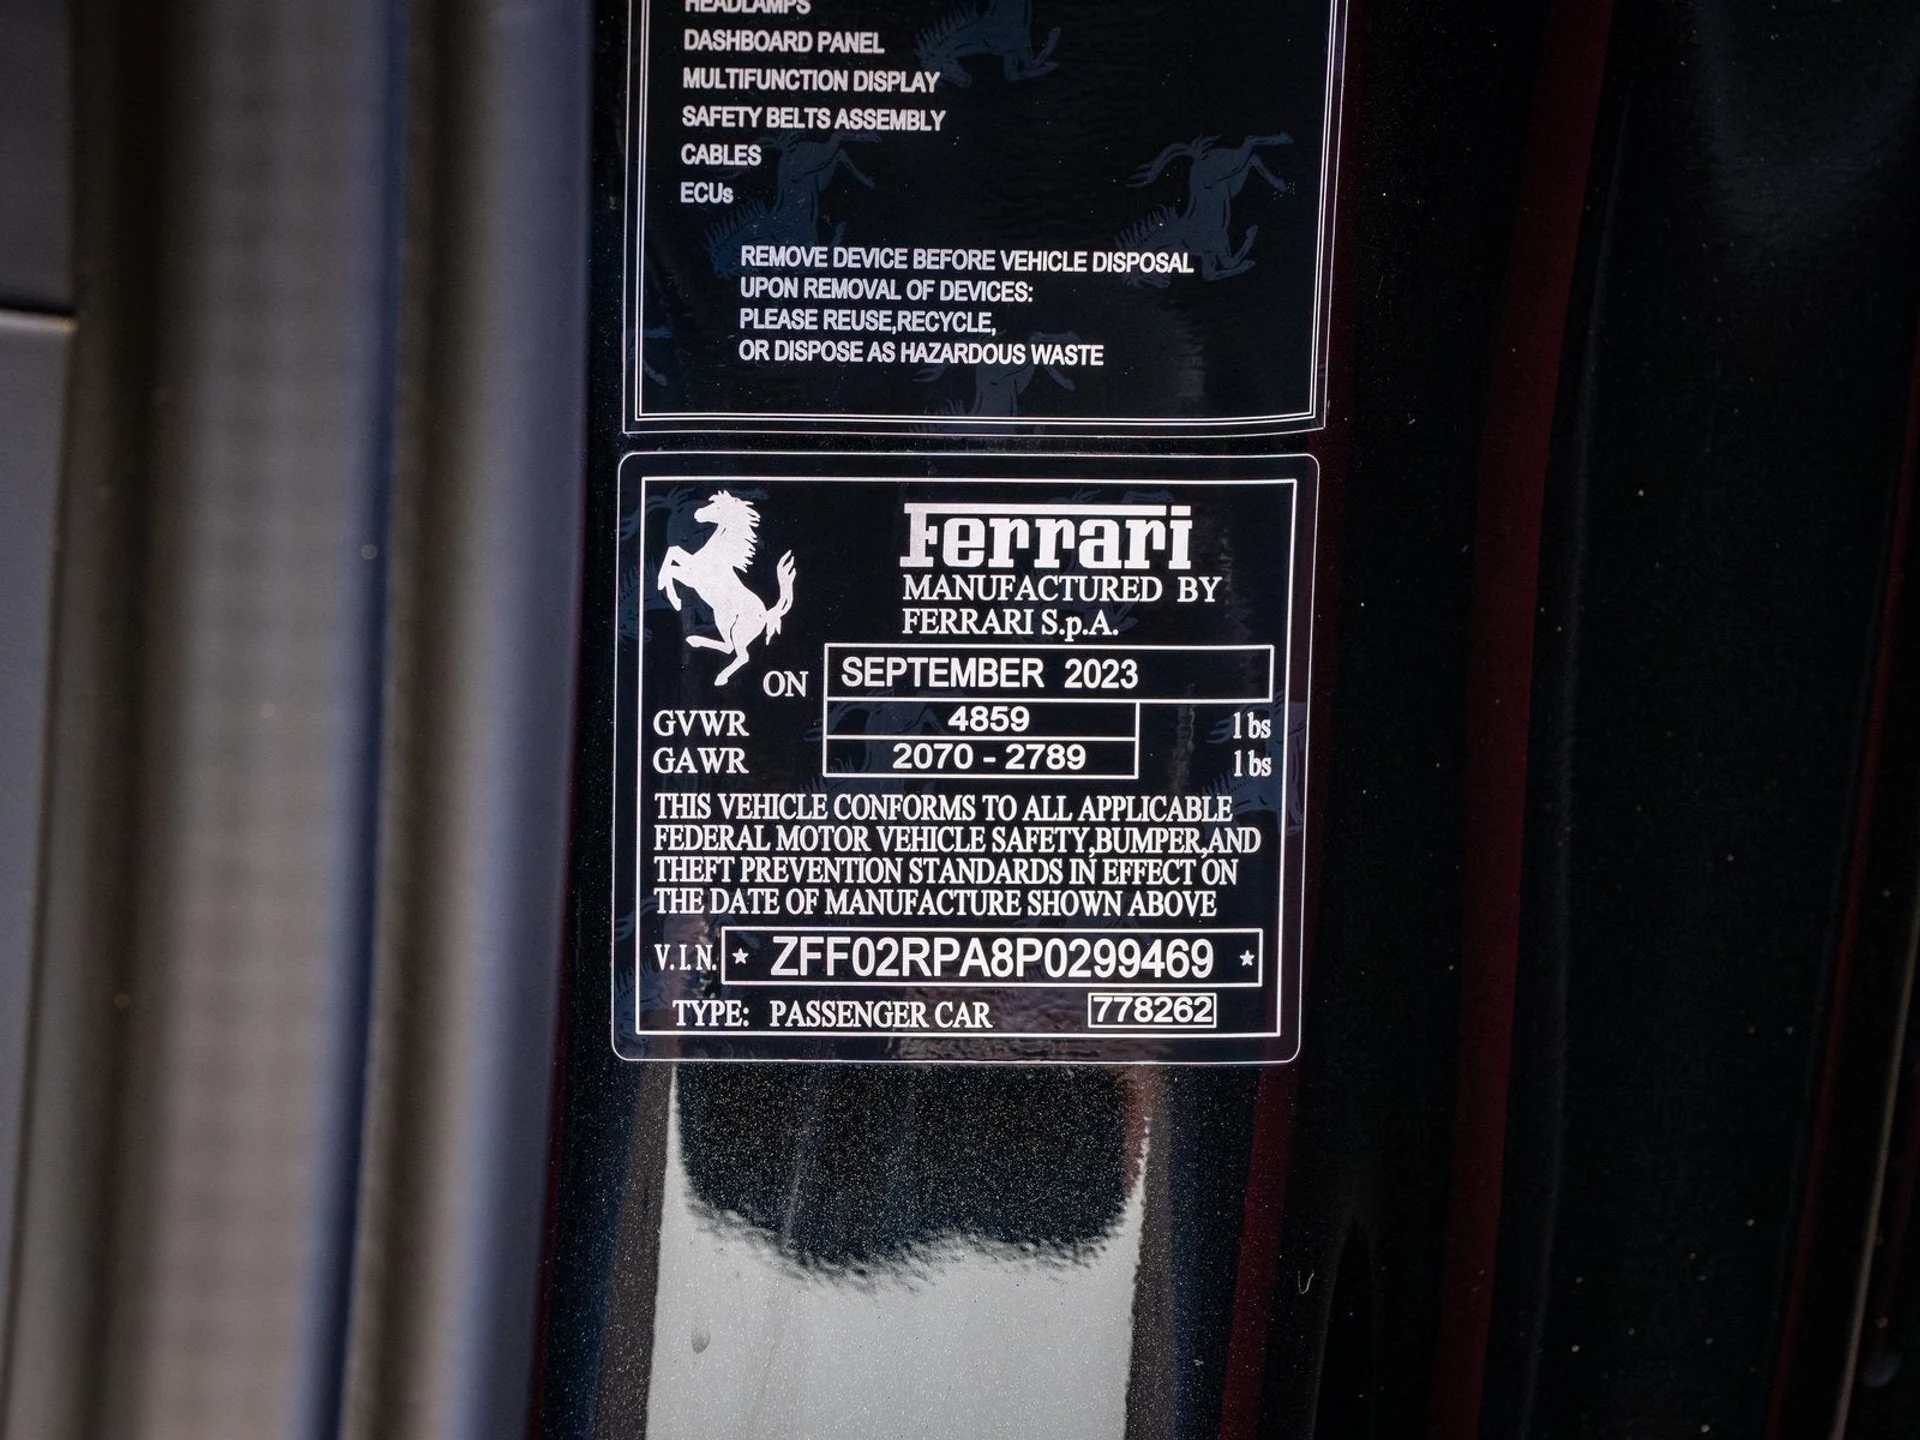 HEADLAMPS
DASHBOARD PANEL
MULTIFUNCTION DISPLAY
SAFETY BELTS ASSEMBLY
CABLES
ECUs
REMOVE DEVICE BEFORE VEHICLE DISPOSAL
UPON REMOVAL OF DEVICES:
PLEASE REUSE,RECYCLE,
OR DISPOSE AS HAZARDOUS WASTE
Ferrari
MANUFACTURED BY
FERRARI S.p.A.
ON SEPTEMBER 2023
GVWR 4859 lbs
GAWR 2070 - 2789 lbs
THIS VEHICLE CONFORMS TO ALL APPLICABLE
FEDERAL MOTOR VEHICLE SAFETY,BUMPER,AND
THEFT PREVENTION STANDARDS IN EFFECT ON
THE DATE OF MANUFACTURE SHOWN ABOVE
V.I.N. * ZFF02RPA8P0299469 *
TYPE: PASSENGER CAR 778262